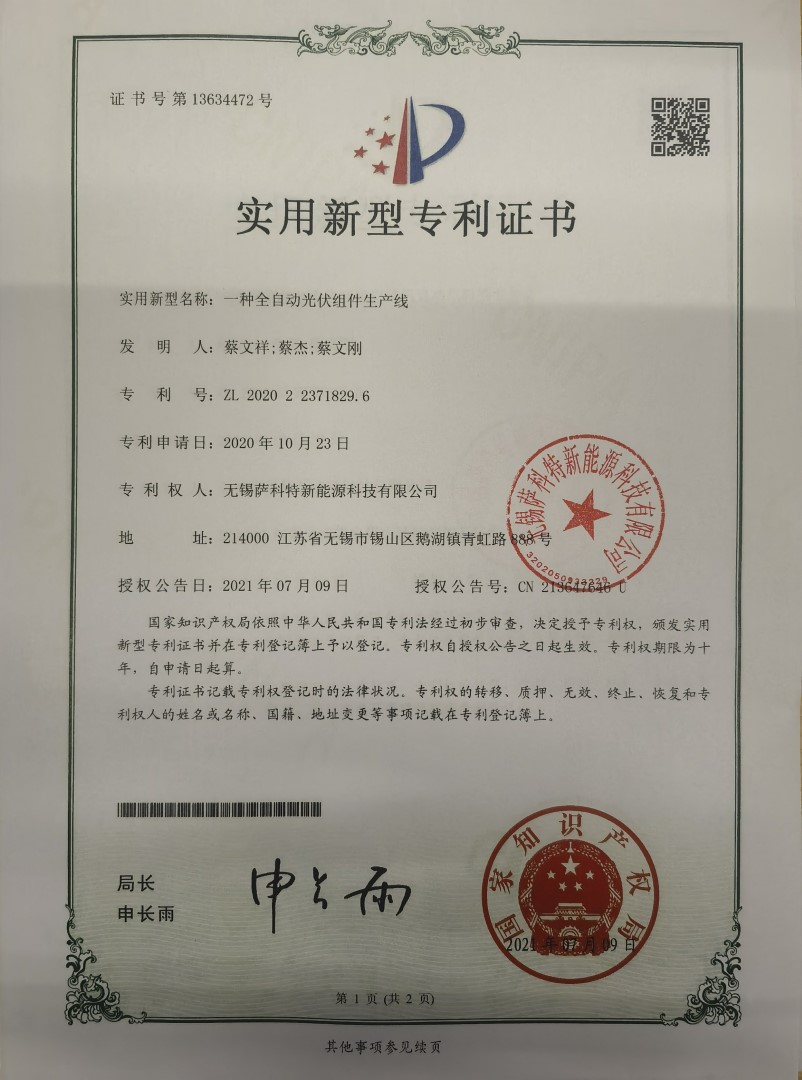 证书号第13634472号
实用新型专利证书
实用新型名称：一种全自动光伏组件生产线
发明人：蔡文祥;蔡杰;蔡文刚
专利号：ZL 2020 2 2371829.6
专利申请日：2020年10月23日
专利权人：无锡萨科特新能源科技有限公司
地址：214000 江苏省无锡市锡山区鹅湖镇青虹路888号
无锡萨科特新能源科技有限公司
授权公告日：2021年07月09日 授权公告号：CN 213647646 U
国家知识产权局依照中华人民共和国专利法经过初步审查，决定授予专利权，颁发实用
新型专利证书并在专利登记簿上予以登记。专利权自授权公告之日起生效。专利权期限为十
年，自申请日起算。
专利证书记载专利权登记时的法律状况。专利权的转移、质押、无效、终止、恢复和专
利权人的姓名或名称、国籍、地址变更等事项记载在专利登记簿上。
局长
申长雨
申长雨
国家知识产权局
2021年07月09日
第 1 页 (共 2 页)
其他事项参见续页